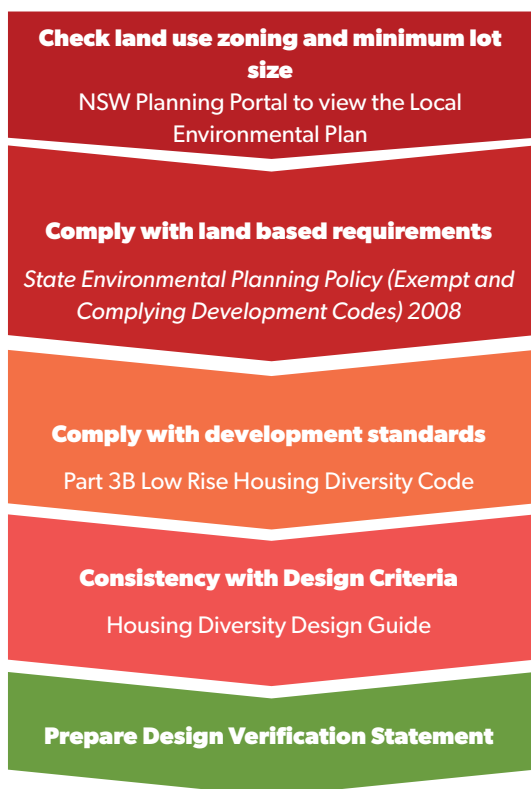 Check land use zoning and minimum lot
size
NSW Planning Portal to view the Local
Environmental Plan
Comply with land based requirements
State Environmental Planning Policy (Exempt and
Complying Development Codes) 2008
Comply with development standards
Part 3B Low Rise Housing Diversity Code
Consistency with Design Criteria
Housing Diversity Design Guide
Prepare Design Verification Statement